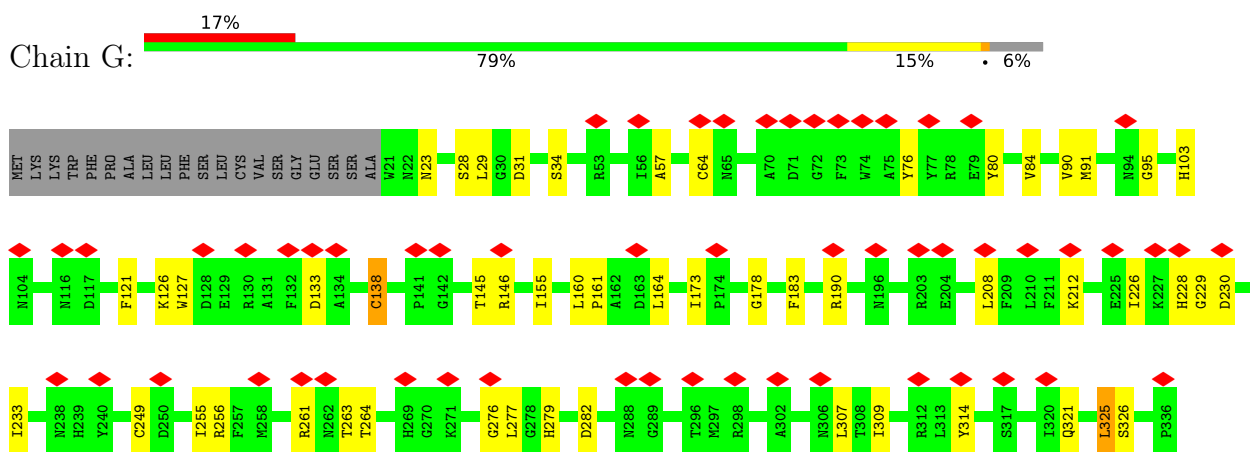 17%
Chain G:
79% 15% • 6%
MET LYS LYS TRP PHE PRO ALA LEU LEU PHE SER LEU CYS VAL SER GLY GLU SER SER ALA W21 N22 N23 S28 L29 G30 D31 S34 R53 I56 A57 C64 N65 A70 D71 G72 F73 W74 A75 Y76 Y77 R78 E79 Y80 V84 V90 M91 N94 G95 H103
N104 N116 D117 F121 K126 W127 D128 E129 R130 A131 F132 D133 A134 C138 P141 G142 T145 R146 I155 L160 P161 A162 D163 L164 I173 P174 G178 F183 R190 N196 R203 E204 L208 F209 L210 F211 K212 E225 I226 K227 H228 G229 D230
I233 N238 H239 Y240 C249 D250 I255 R256 F257 M258 R261 N262 T263 T264 H269 G270 K271 G276 L277 G278 H279 D282 N288 G289 T296 M297 R298 A302 N306 L307 T308 I309 R312 L313 Y314 S317 I320 Q321 L325 S326 P336